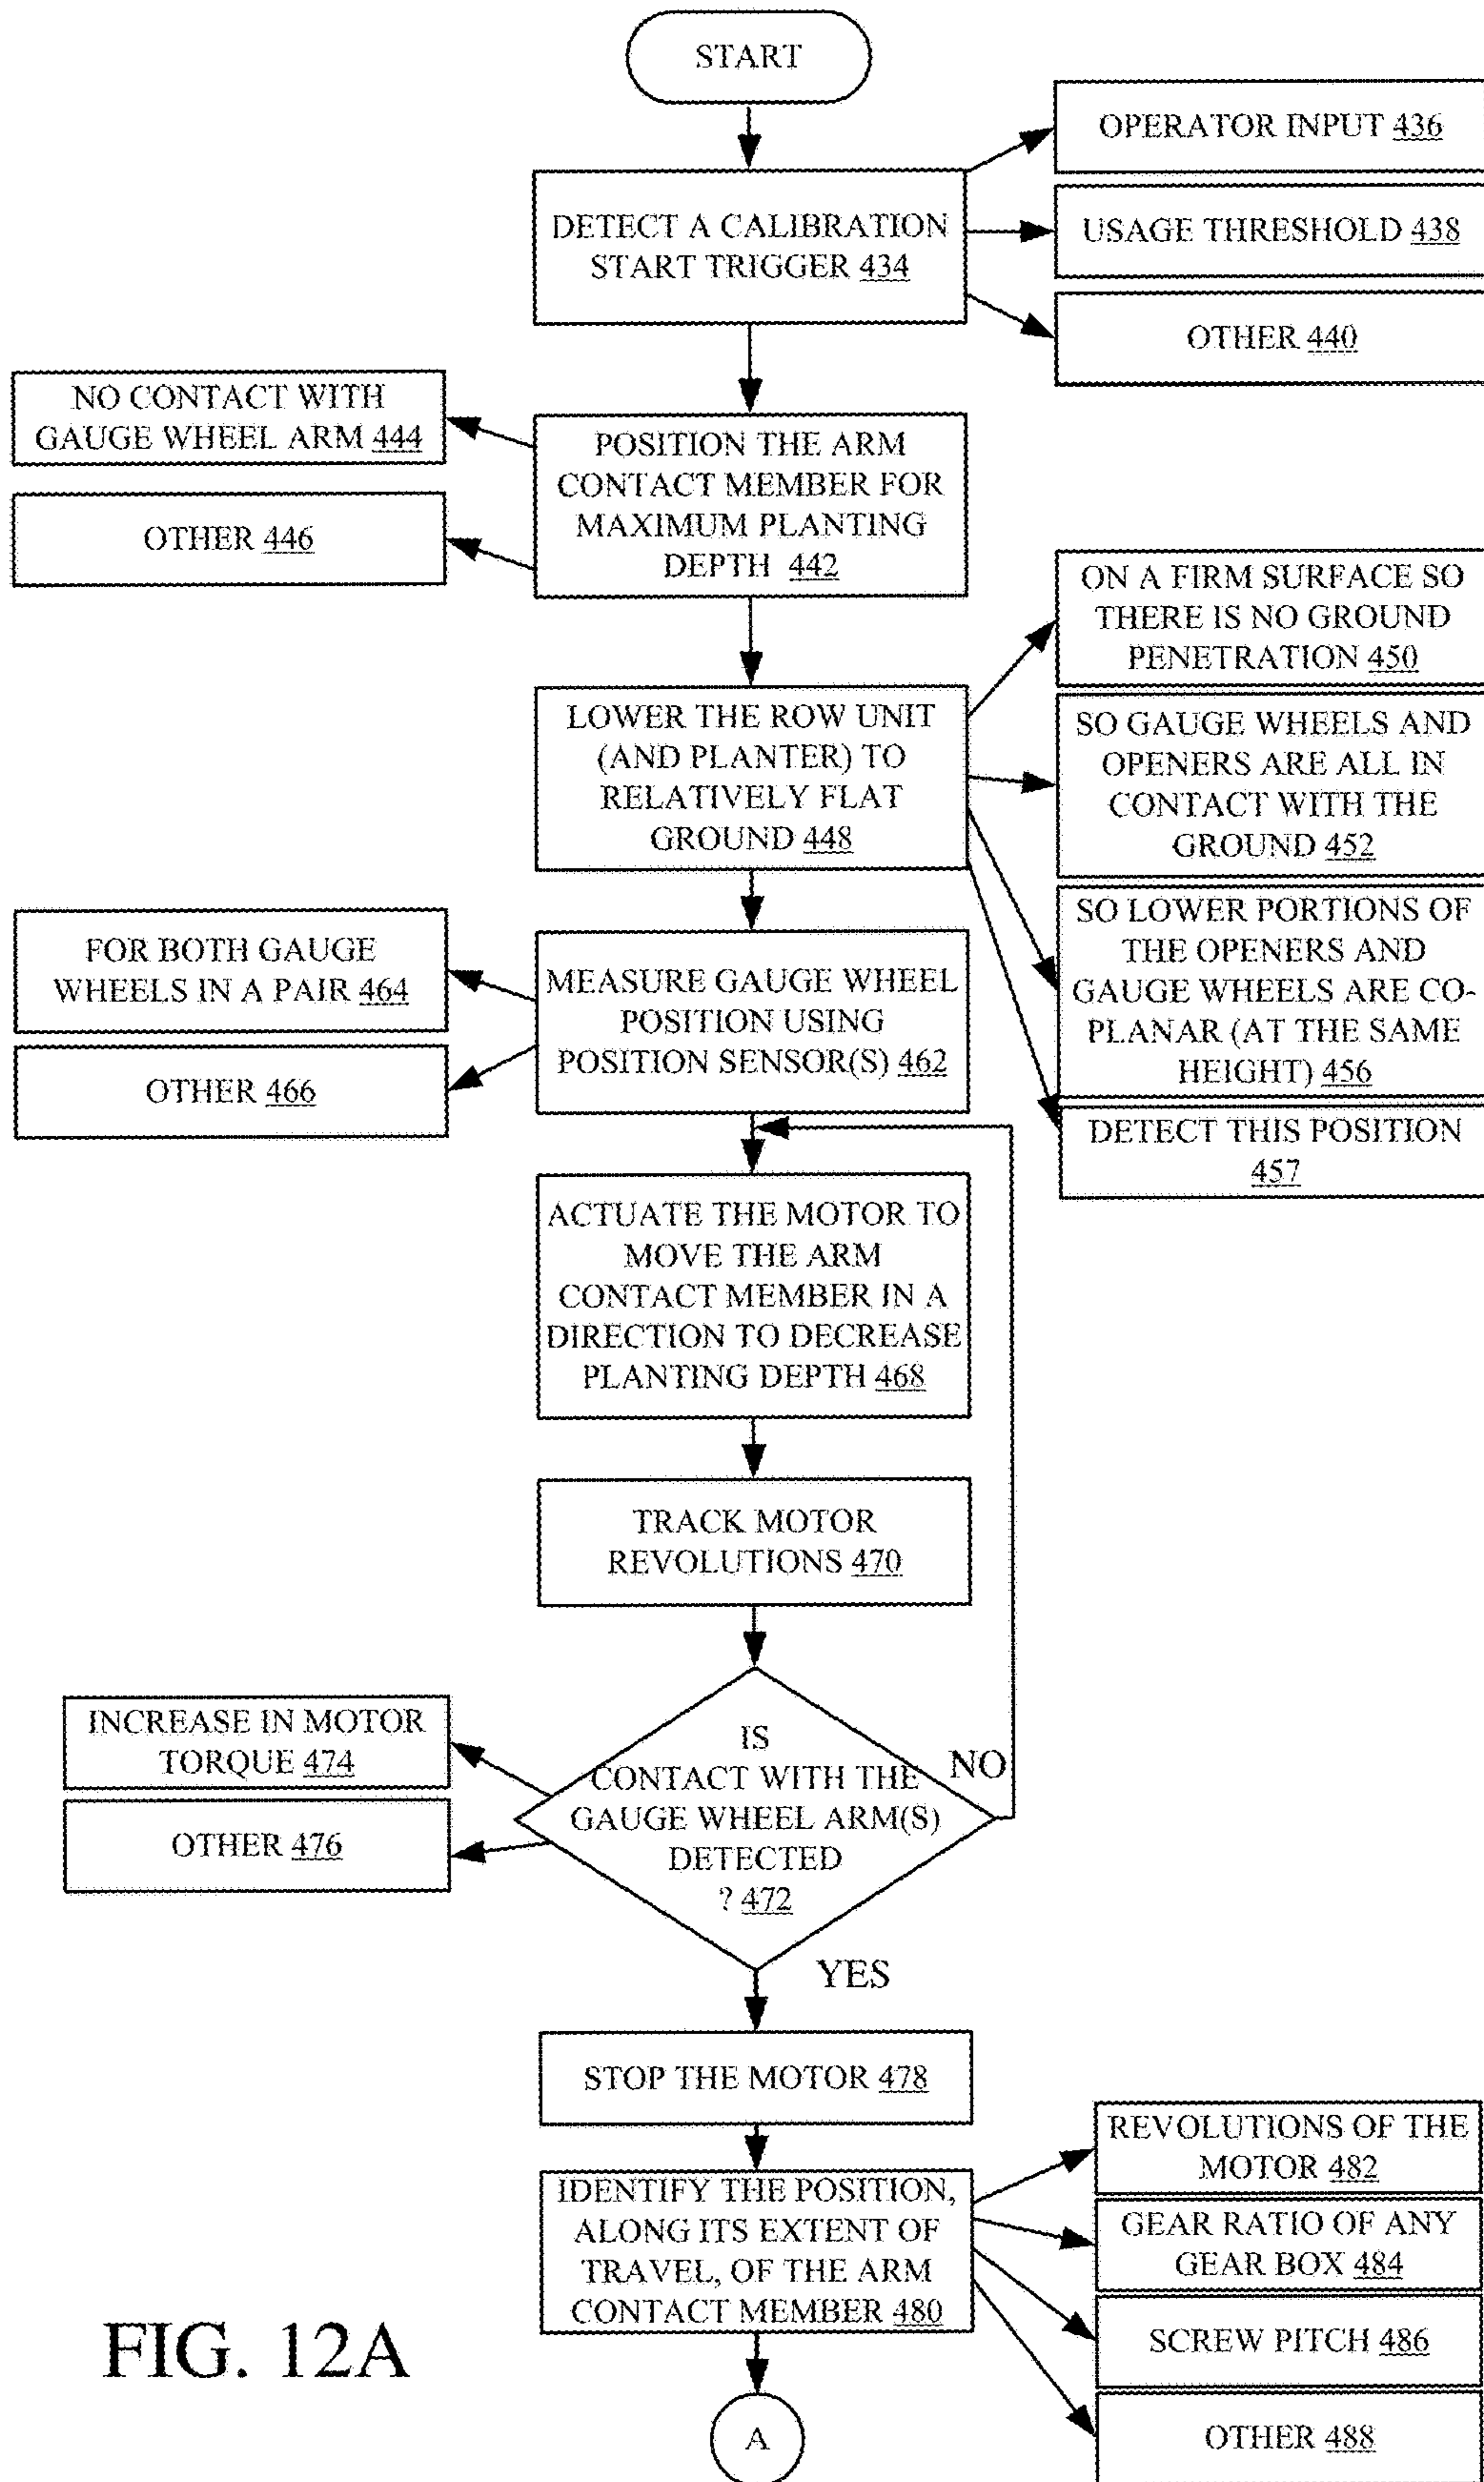 START
DETECT A CALIBRATION
START TRIGGER 434
OPERATOR INPUT 436
USAGE THRESHOLD 438
OTHER 440
POSITION THE ARM
CONTACT MEMBER FOR
MAXIMUM PLANTING
DEPTH 442
NO CONTACT WITH
GAUGE WHEEL ARM 444
OTHER 446
LOWER THE ROW UNIT
(AND PLANTER) TO
RELATIVELY FLAT
GROUND 448
ON A FIRM SURFACE SO
THERE IS NO GROUND
PENETRATION 450
SO GAUGE WHEELS AND
OPENERS ARE ALL IN
CONTACT WITH THE
GROUND 452
SO LOWER PORTIONS OF
THE OPENERS AND
GAUGE WHEELS ARE CO-
PLANAR (AT THE SAME
HEIGHT) 456
DETECT THIS POSITION
457
MEASURE GAUGE WHEEL
POSITION USING
POSITION SENSOR(S) 462
FOR BOTH GAUGE
WHEELS IN A PAIR 464
OTHER 466
ACTUATE THE MOTOR TO
MOVE THE ARM
CONTACT MEMBER IN A
DIRECTION TO DECREASE
PLANTING DEPTH 468
TRACK MOTOR
REVOLUTIONS 470
IS
CONTACT WITH THE
GAUGE WHEEL ARM(S)
DETECTED
? 472
NO
YES
INCREASE IN MOTOR
TORQUE 474
OTHER 476
STOP THE MOTOR 478
IDENTIFY THE POSITION,
ALONG ITS EXTENT OF
TRAVEL, OF THE ARM
CONTACT MEMBER 480
REVOLUTIONS OF THE
MOTOR 482
GEAR RATIO OF ANY
GEAR BOX 484
SCREW PITCH 486
OTHER 488
A
FIG. 12A